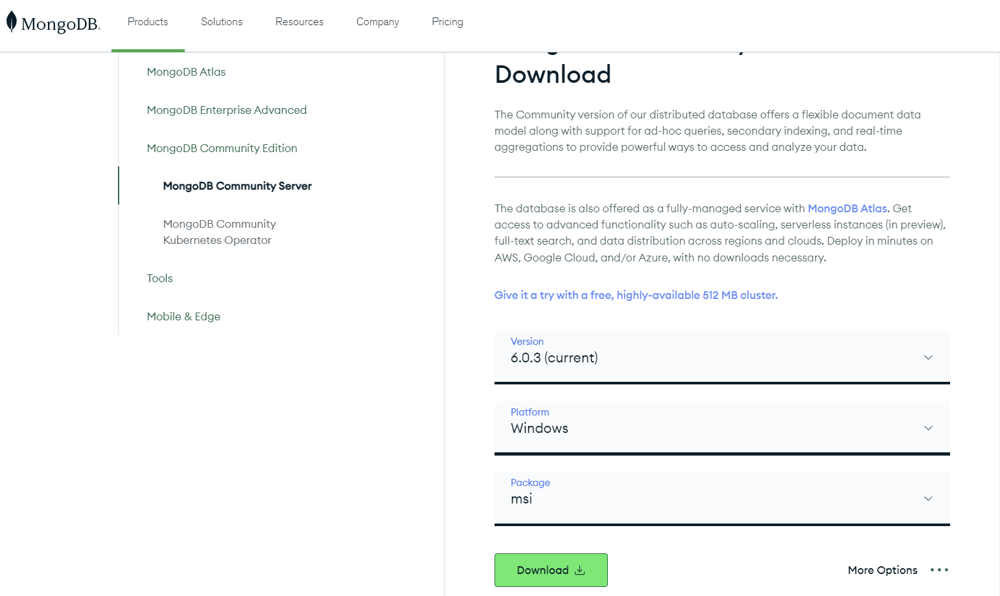 MongoDB.
Products
Solutions
Resources
Company
Pricing
MongoDB Atlas
MongoDB Enterprise Advanced
MongoDB Community Edition
MongoDB Community Server
MongoDB Community
Kubernetes Operator
Tools
Mobile & Edge
Download
The Community version of our distributed database offers a flexible document data
model along with support for ad-hoc queries, secondary indexing, and real-time
aggregations to provide powerful ways to access and analyze your data.
The database is also offered as a fully-managed service with MongoDB Atlas. Get
access to advanced functionality such as auto-scaling, serverless instances (in preview),
full-text search, and data distribution across regions and clouds. Deploy in minutes on
AWS, Google Cloud, and/or Azure, with no downloads necessary.
Give it a try with a free, highly-available 512 MB cluster.
Version
6.0.3 (current)
Platform
Windows
Package
msi
Download
More Options